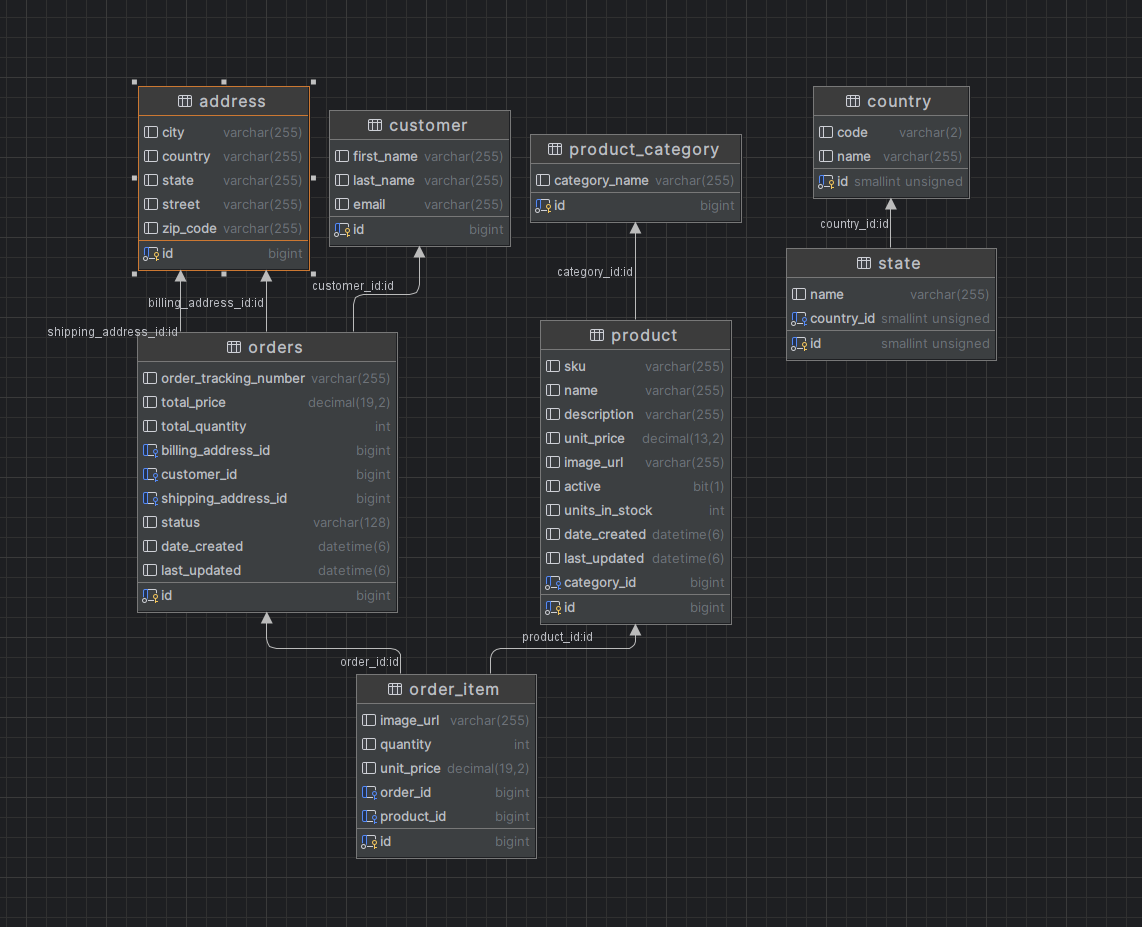 address
city varchar(255)
country varchar(255)
state varchar(255)
street varchar(255)
zip_code varchar(255)
id bigint
customer
first_name varchar(255)
last_name varchar(255)
email varchar(255)
id bigint
product_category
category_name varchar(255)
id bigint
country
code varchar(2)
name varchar(255)
id smallint unsigned
country_id:id
state
name varchar(255)
country_id smallint unsigned
id smallint unsigned
billing_address_id:id
shipping_address_id:id
customer_id:id
category_id:id
orders
order_tracking_number varchar(255)
total_price decimal(19,2)
total_quantity int
billing_address_id bigint
customer_id bigint
shipping_address_id bigint
status varchar(128)
date_created datetime(6)
last_updated datetime(6)
id bigint
product
sku varchar(255)
name varchar(255)
description varchar(255)
unit_price decimal(13,2)
image_url varchar(255)
active bit(1)
units_in_stock int
date_created datetime(6)
last_updated datetime(6)
category_id bigint
id bigint
order_id:id
product_id:id
order_item
image_url varchar(255)
quantity int
unit_price decimal(19,2)
order_id bigint
product_id bigint
id bigint